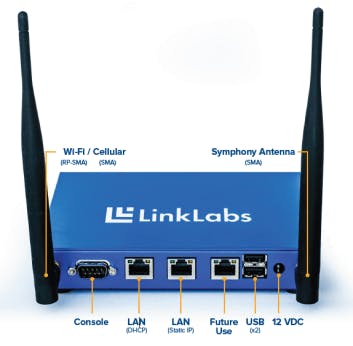 Wi-Fi / Cellular
(RP-SMA) (SMA)
Symphony Antenna
(SMA)
LinkLabs
Console
LAN
(DHCP)
LAN
(Static IP)
Future
Use
USB
(x2)
12 VDC